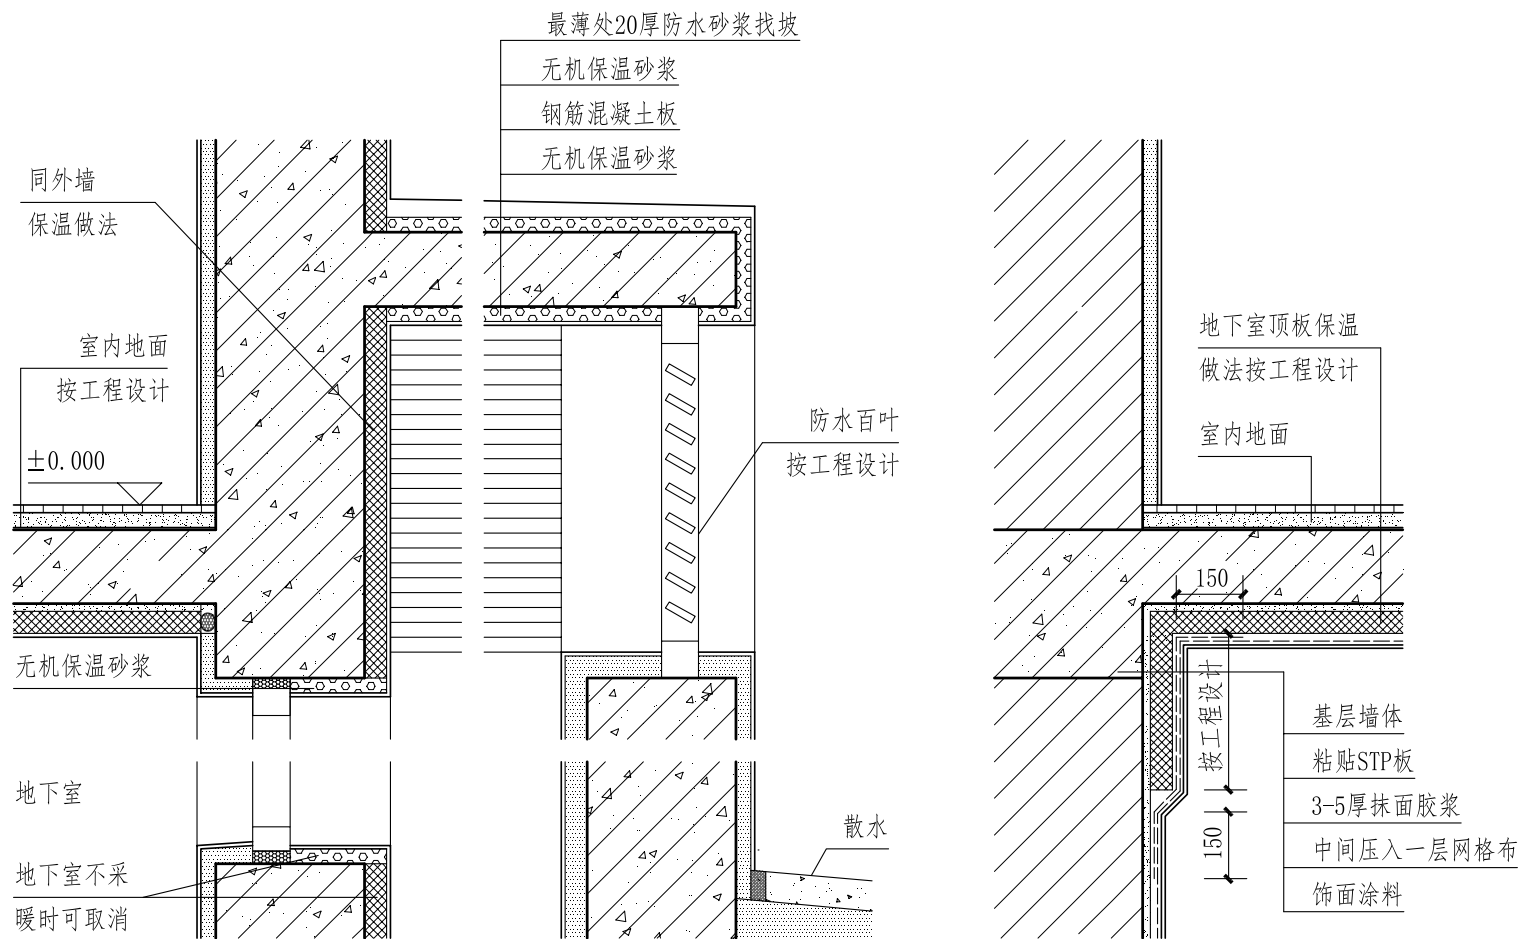 最薄处20厚防水砂浆找坡
无机保温砂浆
钢筋混凝土板
无机保温砂浆
同外墙
保温做法
室内地面
按工程设计
±0.000
防水百叶
按工程设计
无机保温砂浆
地下室
地下室不采
暖时可取消
散水
地下室顶板保温
做法按工程设计
室内地面
150
按工程设计
150
基层墙体
粘贴STP板
3-5厚抹面胶浆
中间压入一层网格布
饰面涂料